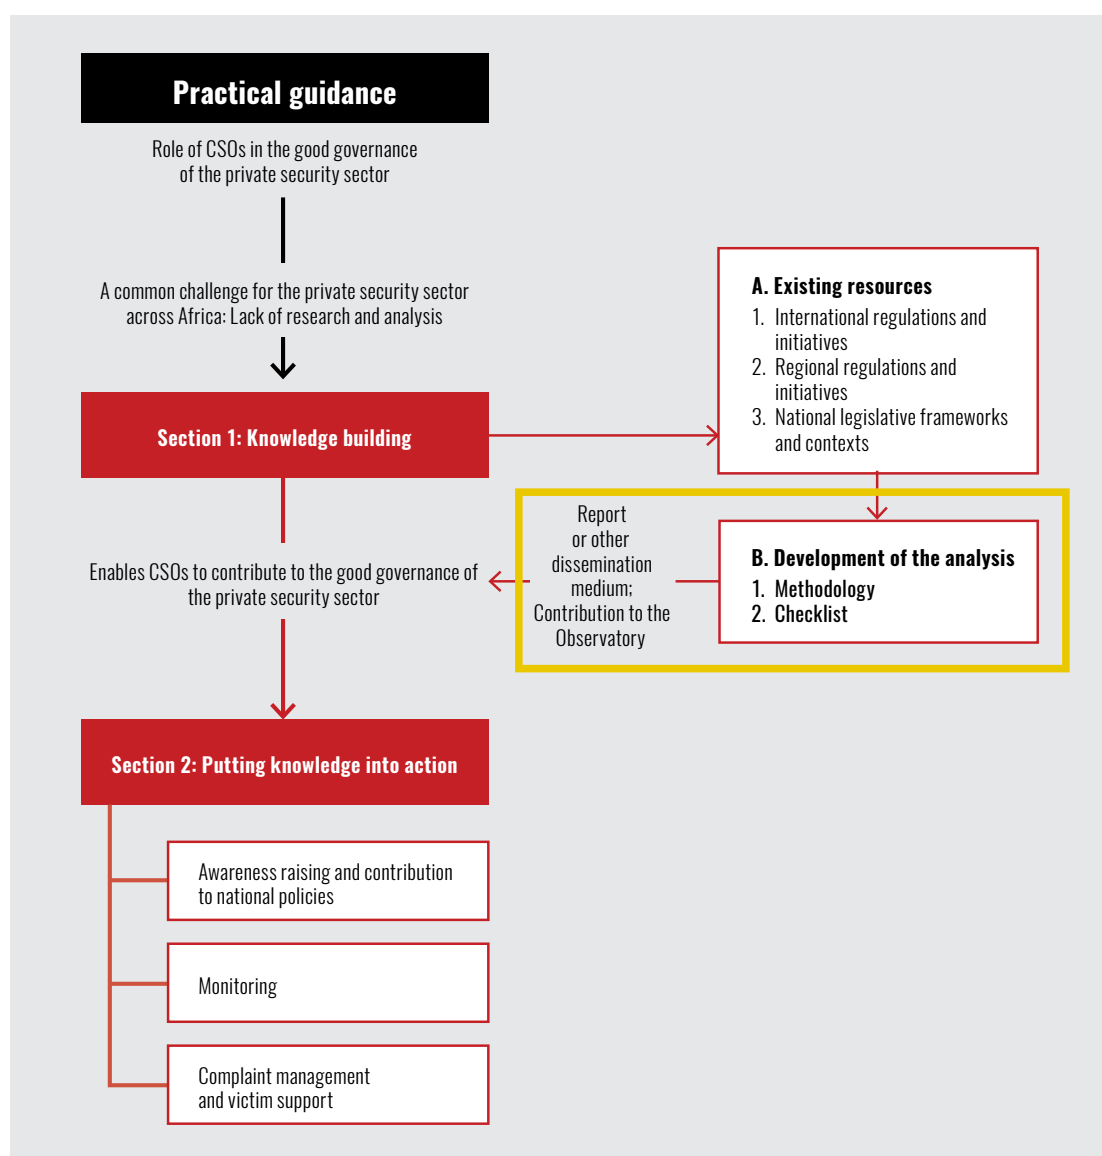 Practical guidance
Role of CSOs in the good governance
of the private security sector
A common challenge for the private security sector
across Africa: Lack of research and analysis
Section 1: Knowledge building
A. Existing resources
1. International regulations and
initiatives
2. Regional regulations and
initiatives
3. National legislative frameworks
and contexts
B. Development of the analysis
1. Methodology
2. Checklist
Report
or other
dissemination
medium;
Contribution to the
Observatory
Enables CSOs to contribute to the good governance of
the private security sector
Section 2: Putting knowledge into action
Awareness raising and contribution
to national policies
Monitoring
Complaint management
and victim support